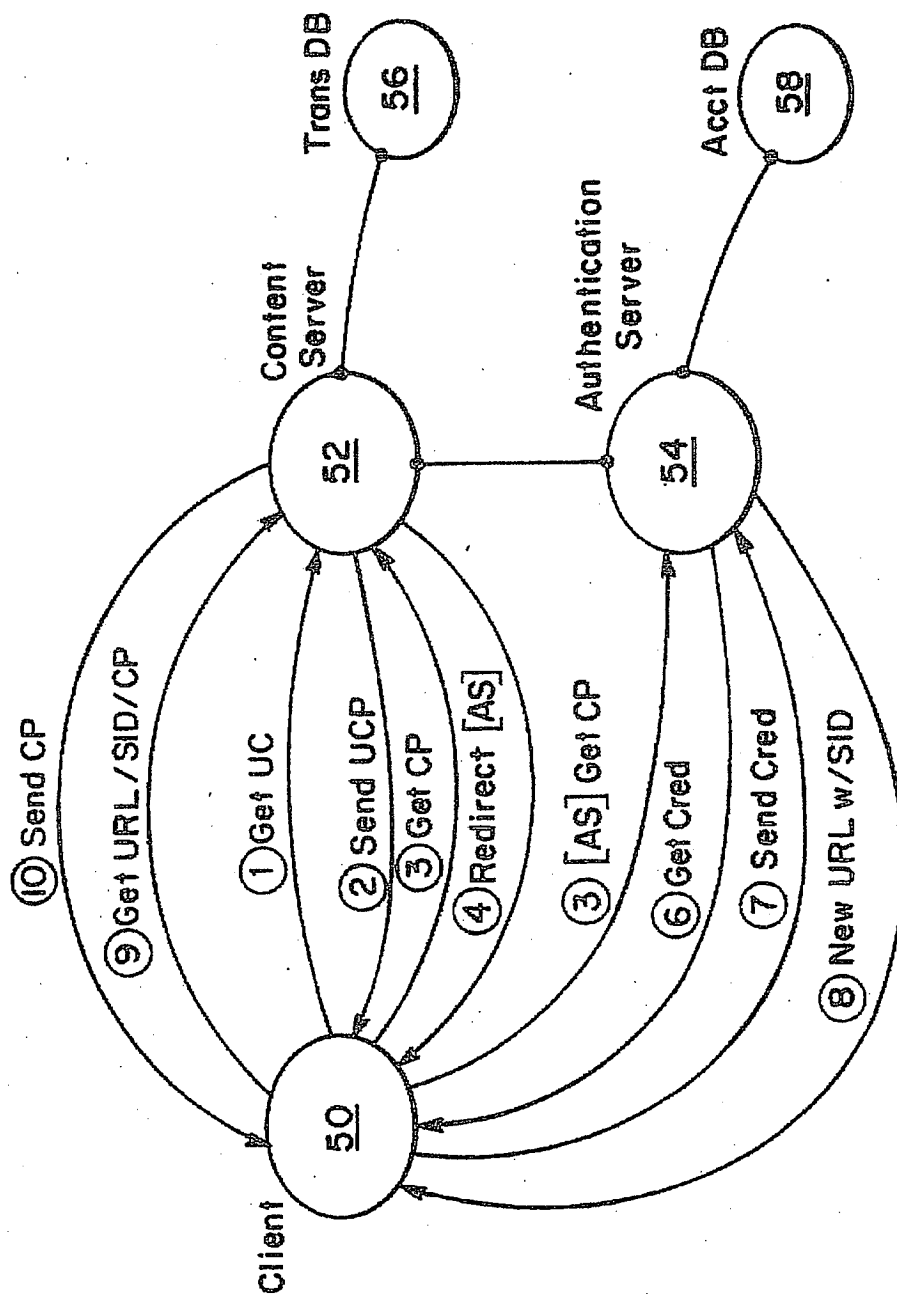 ⑩ Send CP
⑨ Get URL/SID/CP
① Get UC
② Send UCP
③ Get CP
④ Redirect [AS]
③ [AS] Get CP
⑥ Get Cred
⑦ Send Cred
⑧ New URL w/SID
Client
50
Content
Server
52
Trans DB
56
Authentication
Server
54
Acct DB
58